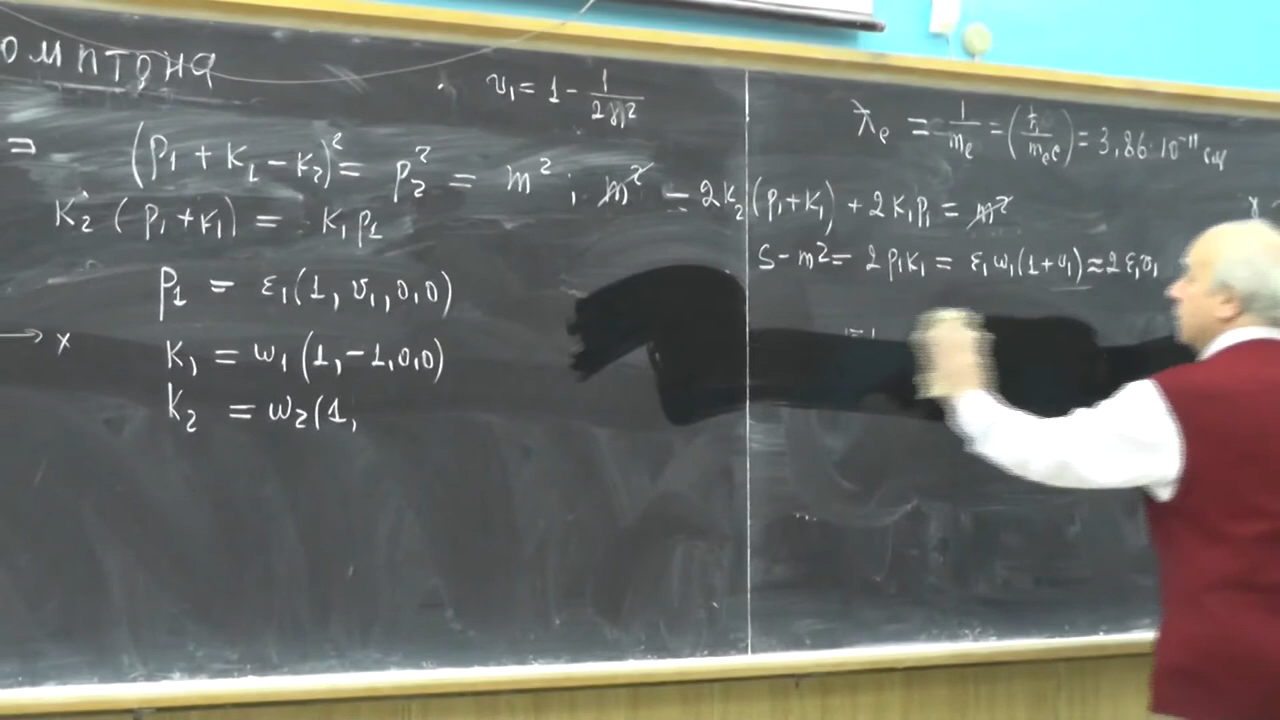 омптона
v₁ = 1 - 1/(2γ₁²)
= (p₁ + k₁ - k₂)² = p₂² = m² ; m² - 2k₂(p₁+k₁) + 2k₁p₁ = m²
k₂ (p₁+k₁) = k₁p₁
p₁ = ε₁(1, v₁, 0, 0)
→ x
k₁ = ω₁(1, -1, 0, 0)
k₂ = ω₂(1,
ƛₑ = 1/mₑ = (ħ/mₑc) = 3,86·10⁻¹¹ см
S - m² = 2p₁k₁ = ε₁ω₁(1+v₁) ≈ 2ε₁ω₁